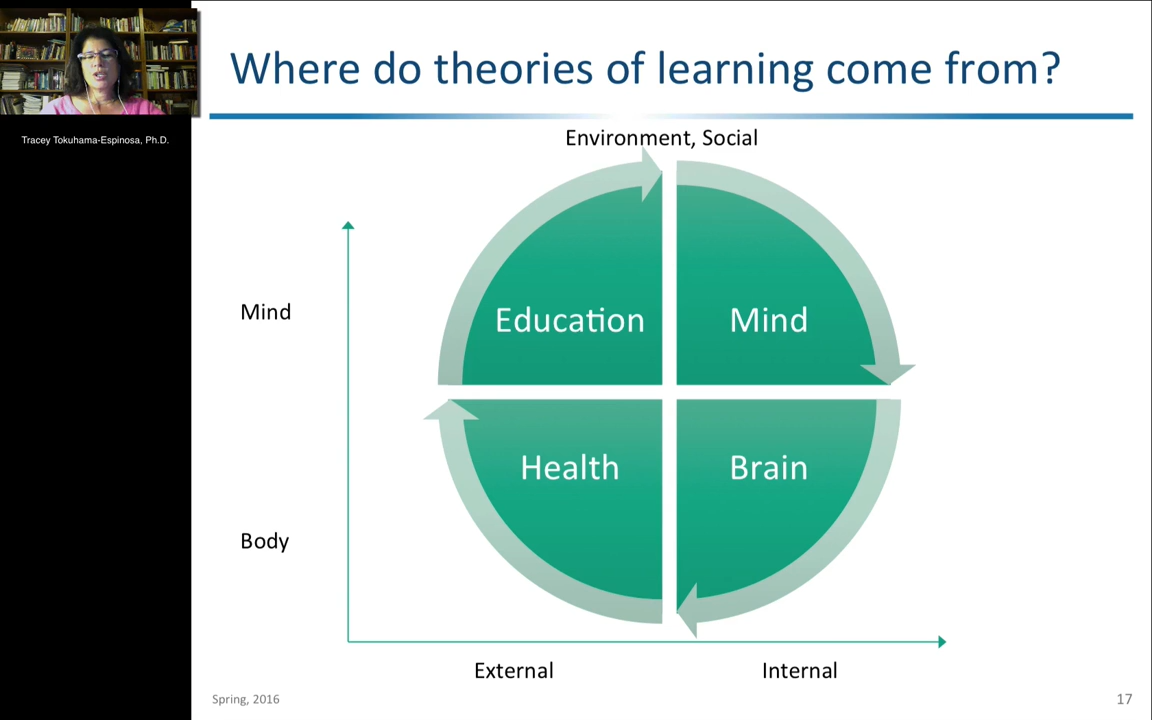 Where do theories of learning come from?
Tracey Tokuhama-Espinosa, Ph.D.
Environment, Social
Mind
Education
Mind
Health
Brain
Body
External
Internal
Spring, 2016
17